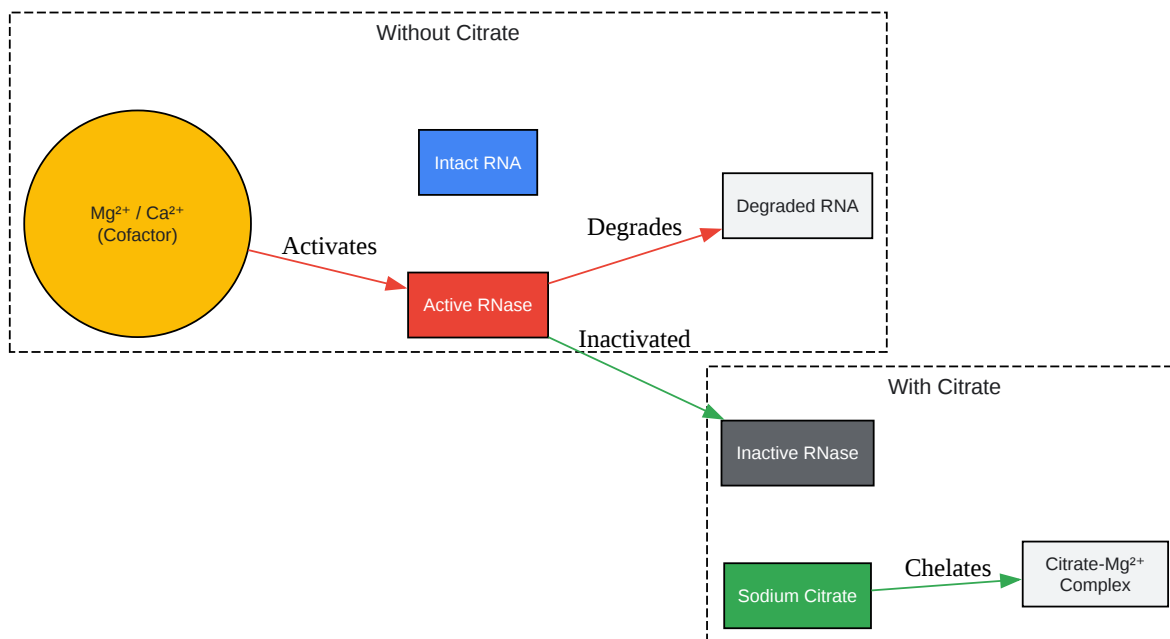 Without Citrate
Mg²⁺ / Ca²⁺
(Cofactor)
Activates
Intact RNA
Active RNase
Degrades
Degraded RNA
Inactivated
With Citrate
Inactive RNase
Sodium Citrate
Chelates
Citrate-Mg²⁺
Complex